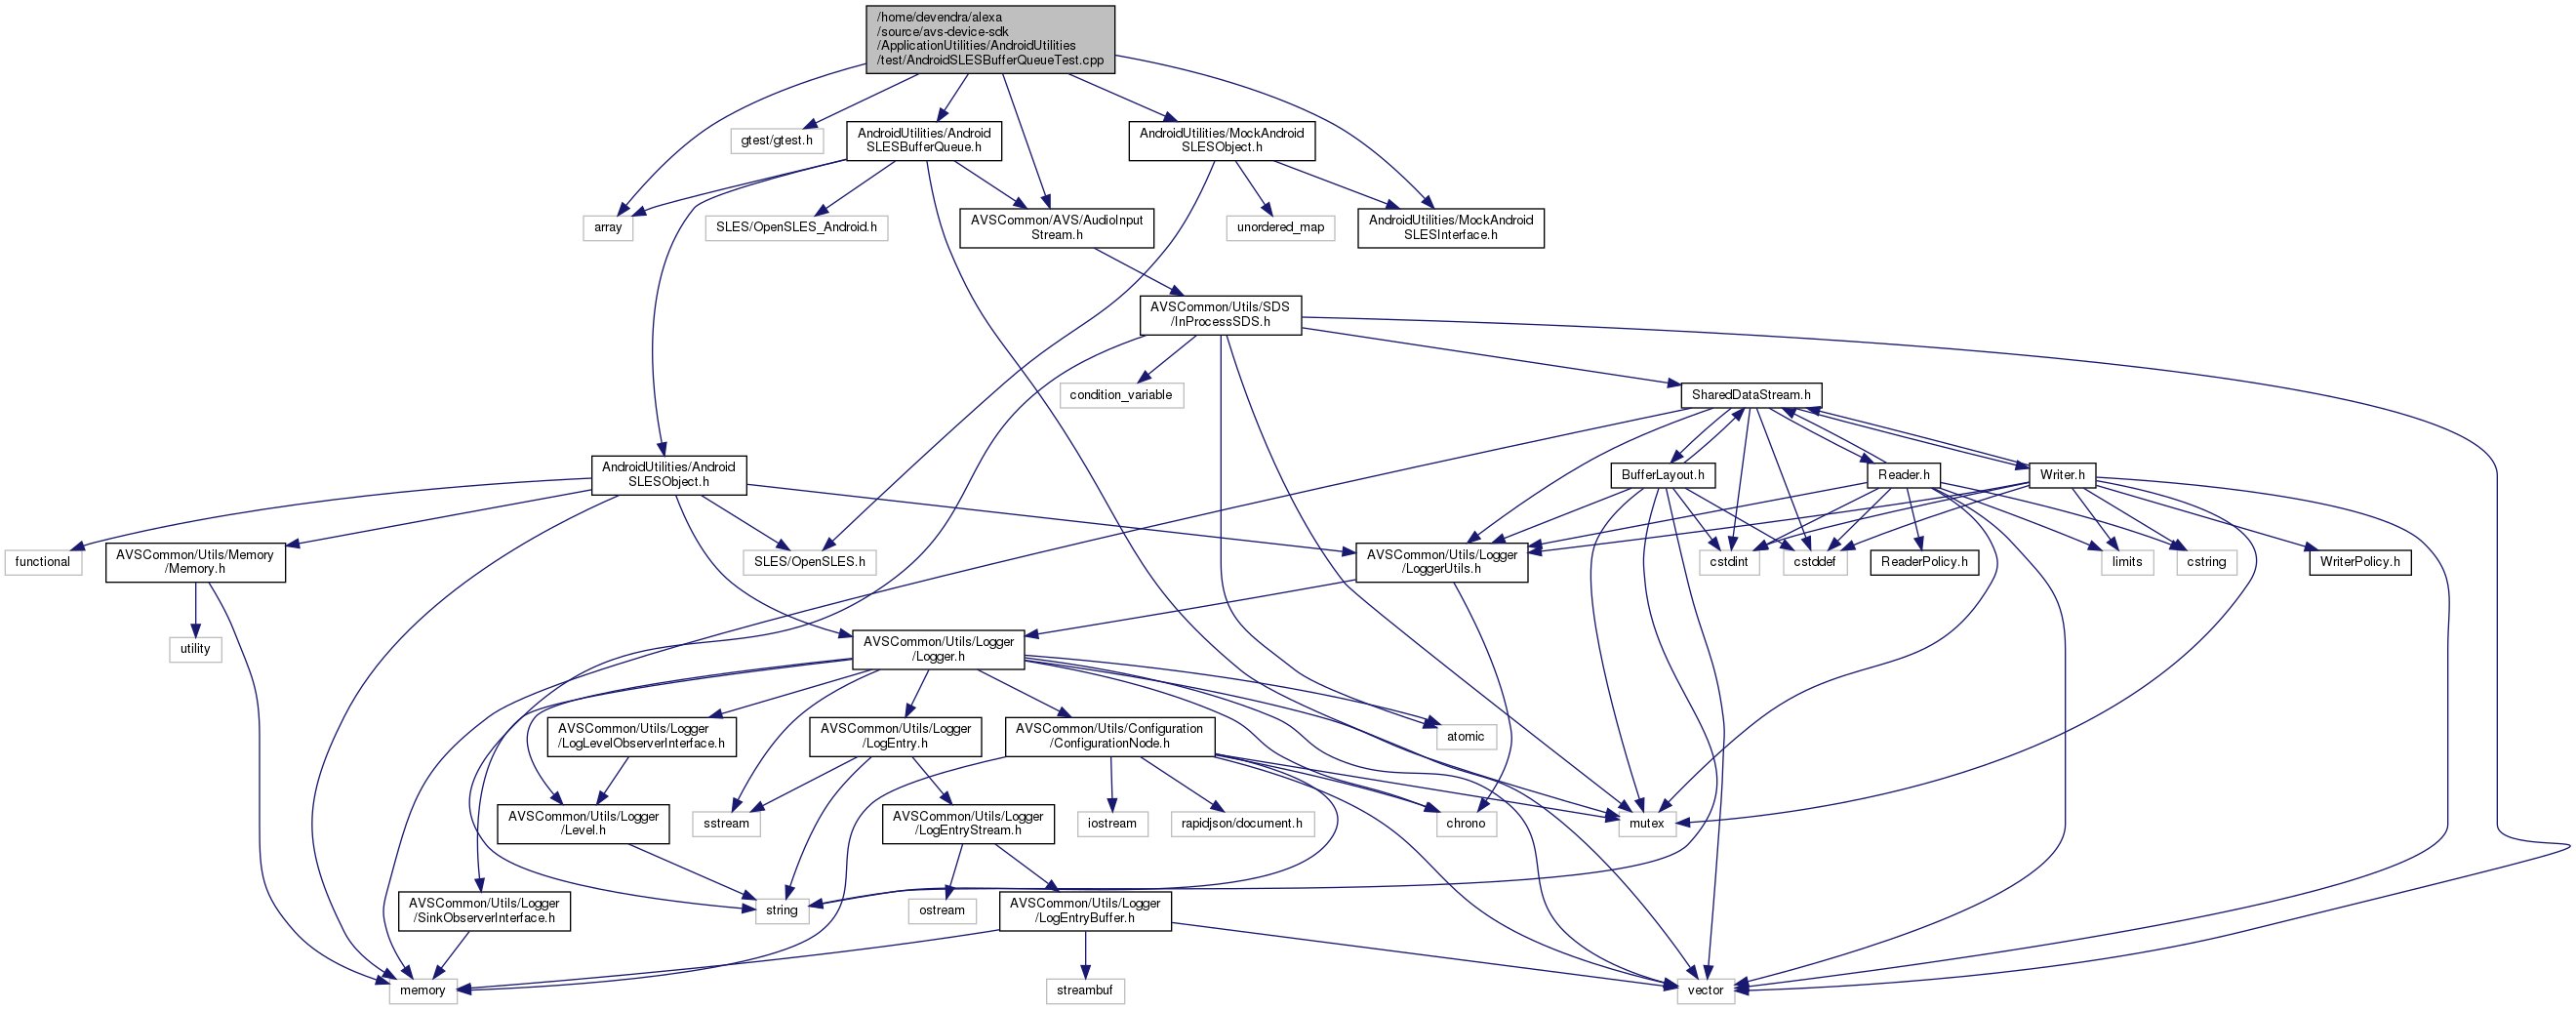 /home/devendra/alexa
/source/avs-device-sdk
/ApplicationUtilities/AndroidUtilities
/test/AndroidSLESBufferQueueTest.cpp
gtest/gtest.h
AndroidUtilities/Android
SLESBufferQueue.h
AndroidUtilities/MockAndroid
SLESObject.h
array
SLES/OpenSLES_Android.h
AVSCommon/AVS/AudioInput
Stream.h
unordered_map
AndroidUtilities/MockAndroid
SLESInterface.h
AVSCommon/Utils/SDS
/InProcessSDS.h
condition_variable
SharedDataStream.h
AndroidUtilities/Android
SLESObject.h
BufferLayout.h
Reader.h
Writer.h
functional
AVSCommon/Utils/Memory
/Memory.h
SLES/OpenSLES.h
AVSCommon/Utils/Logger
/LoggerUtils.h
cstdint
cstddef
ReaderPolicy.h
limits
cstring
WriterPolicy.h
utility
AVSCommon/Utils/Logger
/Logger.h
AVSCommon/Utils/Logger
/LogLevelObserverInterface.h
AVSCommon/Utils/Logger
/LogEntry.h
AVSCommon/Utils/Configuration
/ConfigurationNode.h
atomic
AVSCommon/Utils/Logger
/Level.h
sstream
AVSCommon/Utils/Logger
/LogEntryStream.h
iostream
rapidjson/document.h
chrono
mutex
AVSCommon/Utils/Logger
/SinkObserverInterface.h
string
ostream
AVSCommon/Utils/Logger
/LogEntryBuffer.h
memory
streambuf
vector